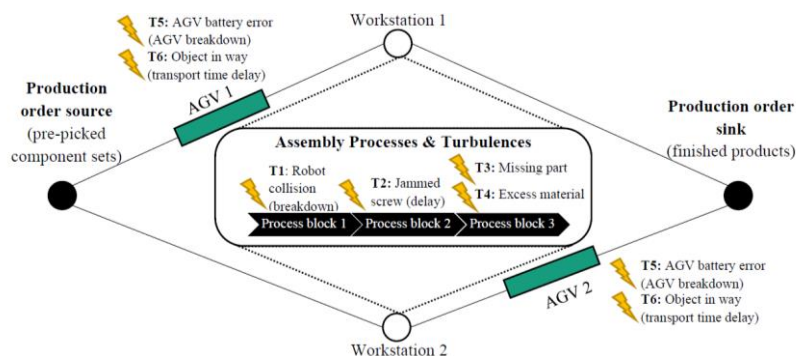 T5: AGV battery error
(AGV breakdown)
T6: Object in way
(transport time delay)
Workstation 1
Production
order source
(pre-picked
component sets)
AGV 1
Production order
sink
(finished products)
Assembly Processes & Turbulences
T1: Robot
collision
(breakdown)
T2: Jammed
screw (delay)
T3: Missing part
T4: Excess material
Process block 1
Process block 2
Process block 3
AGV 2
T5: AGV battery error
(AGV breakdown)
T6: Object in way
(transport time delay)
Workstation 2